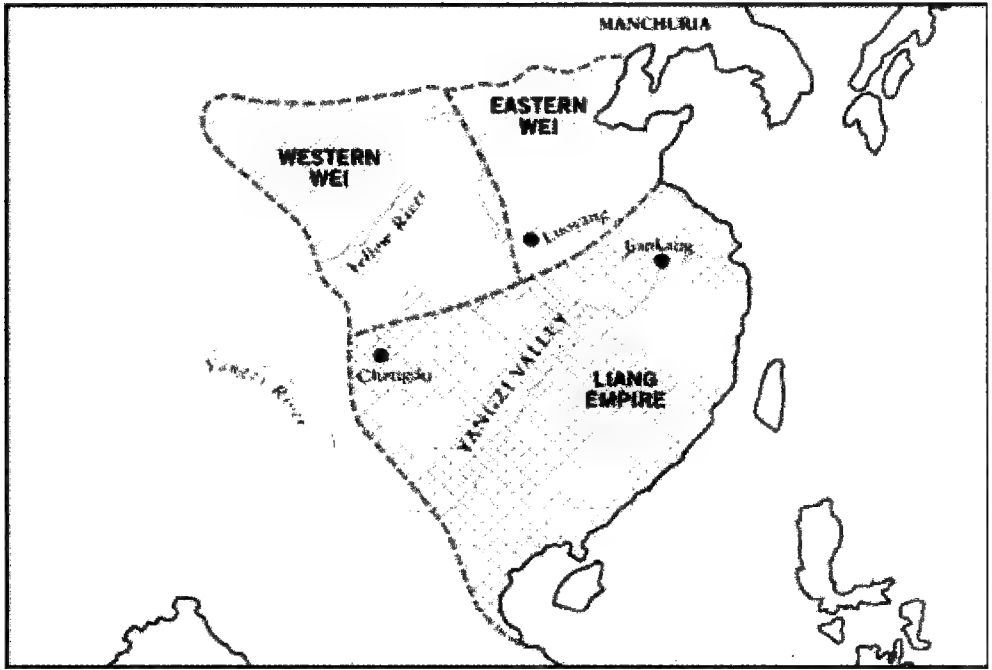 MANCHURIA
EASTERN
WEI
WESTERN
WEI
Yellow River
Luoyang
Jiankang
Chengdu
YANGZI VALLEY
Yangzi River
LIANG
EMPIRE